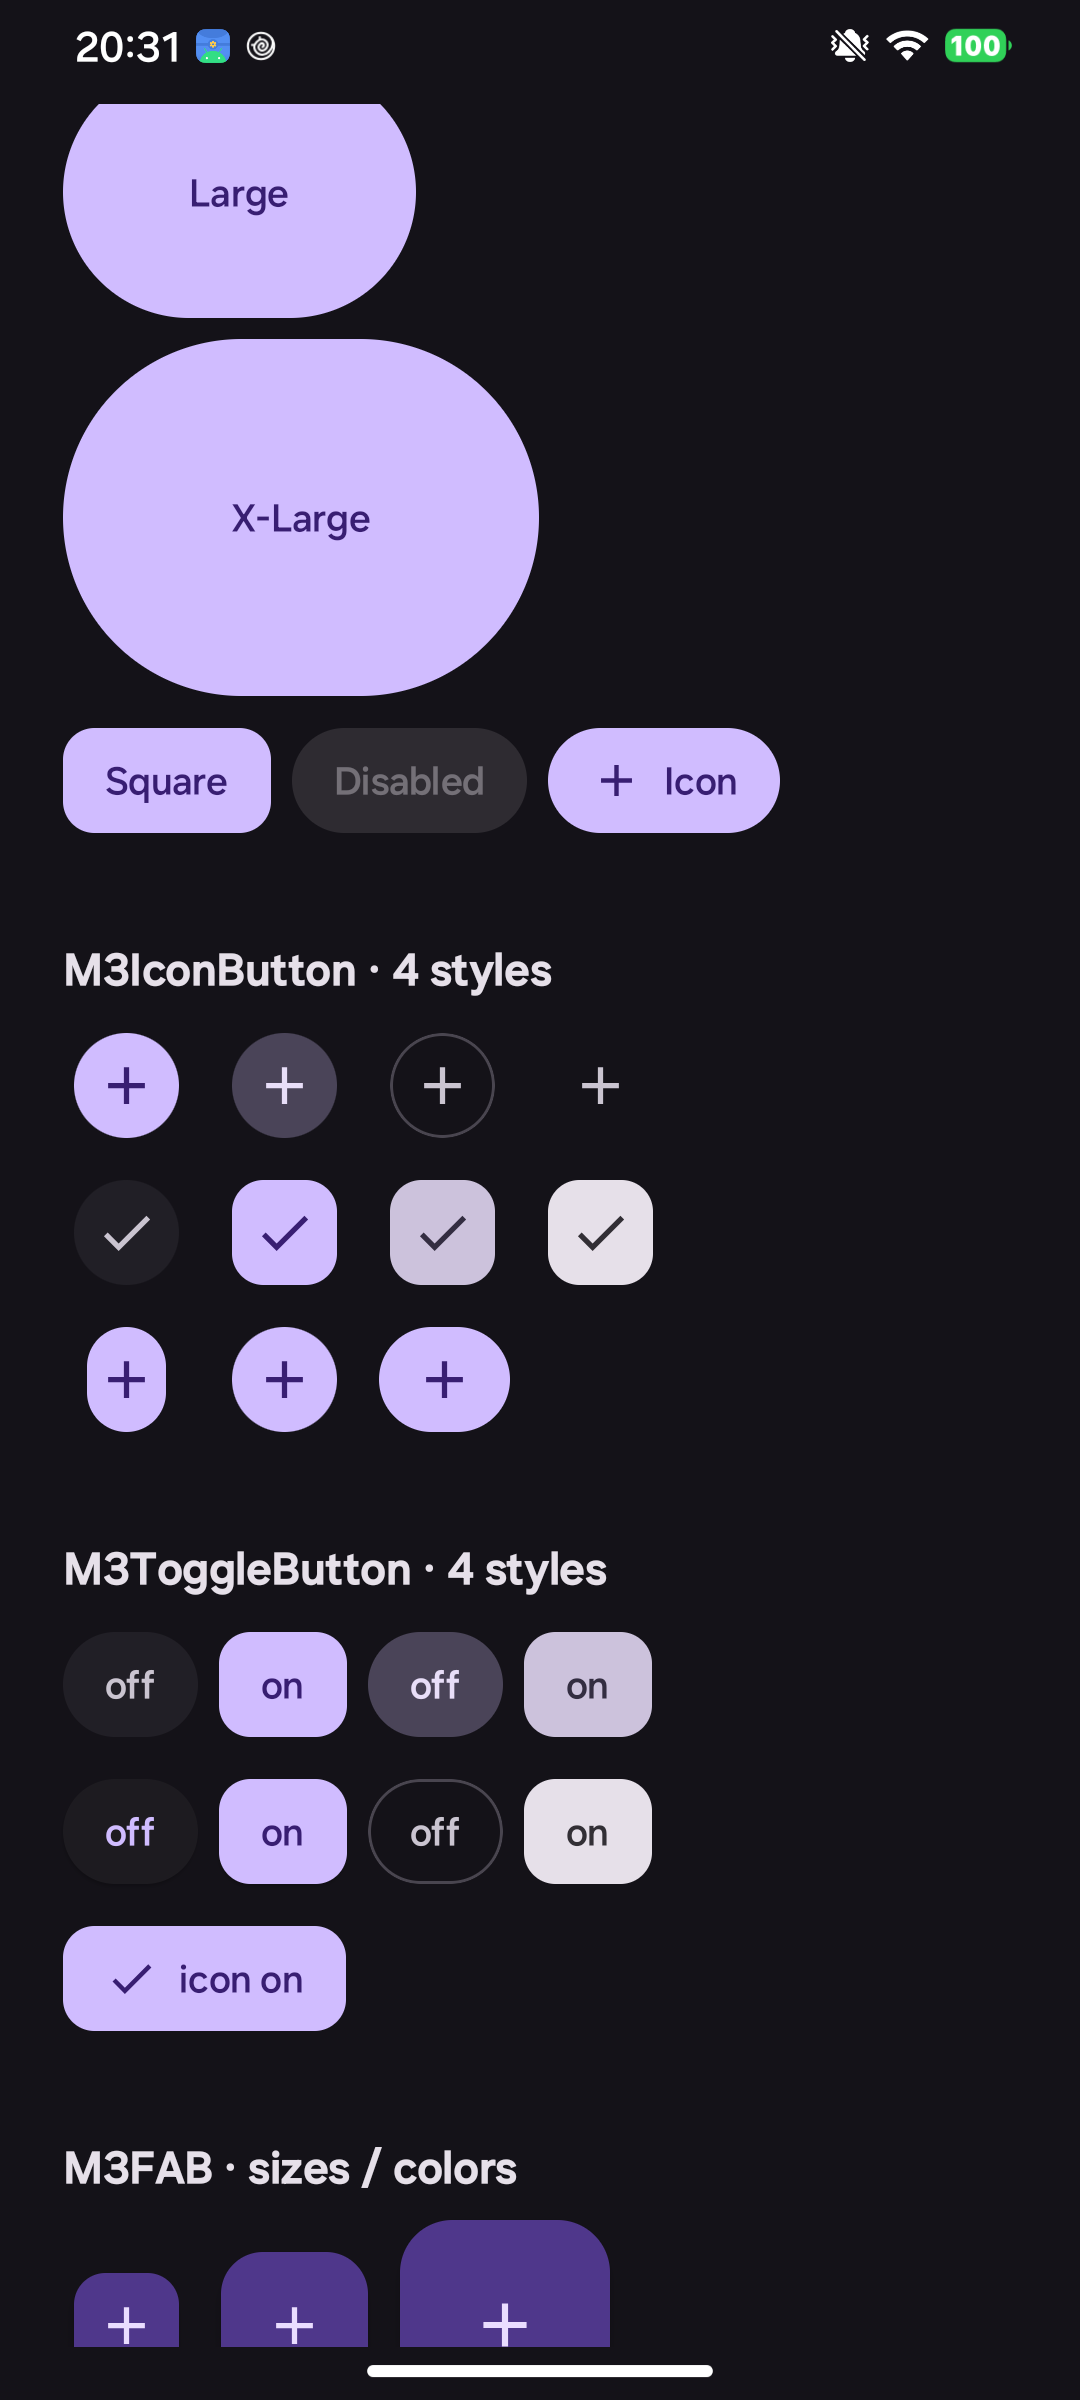 20:31
100
Large
X-Large
Square Disabled Icon
M3IconButton · 4 styles
M3ToggleButton · 4 styles
off on off on
off on off on
icon on
M3FAB · sizes / colors